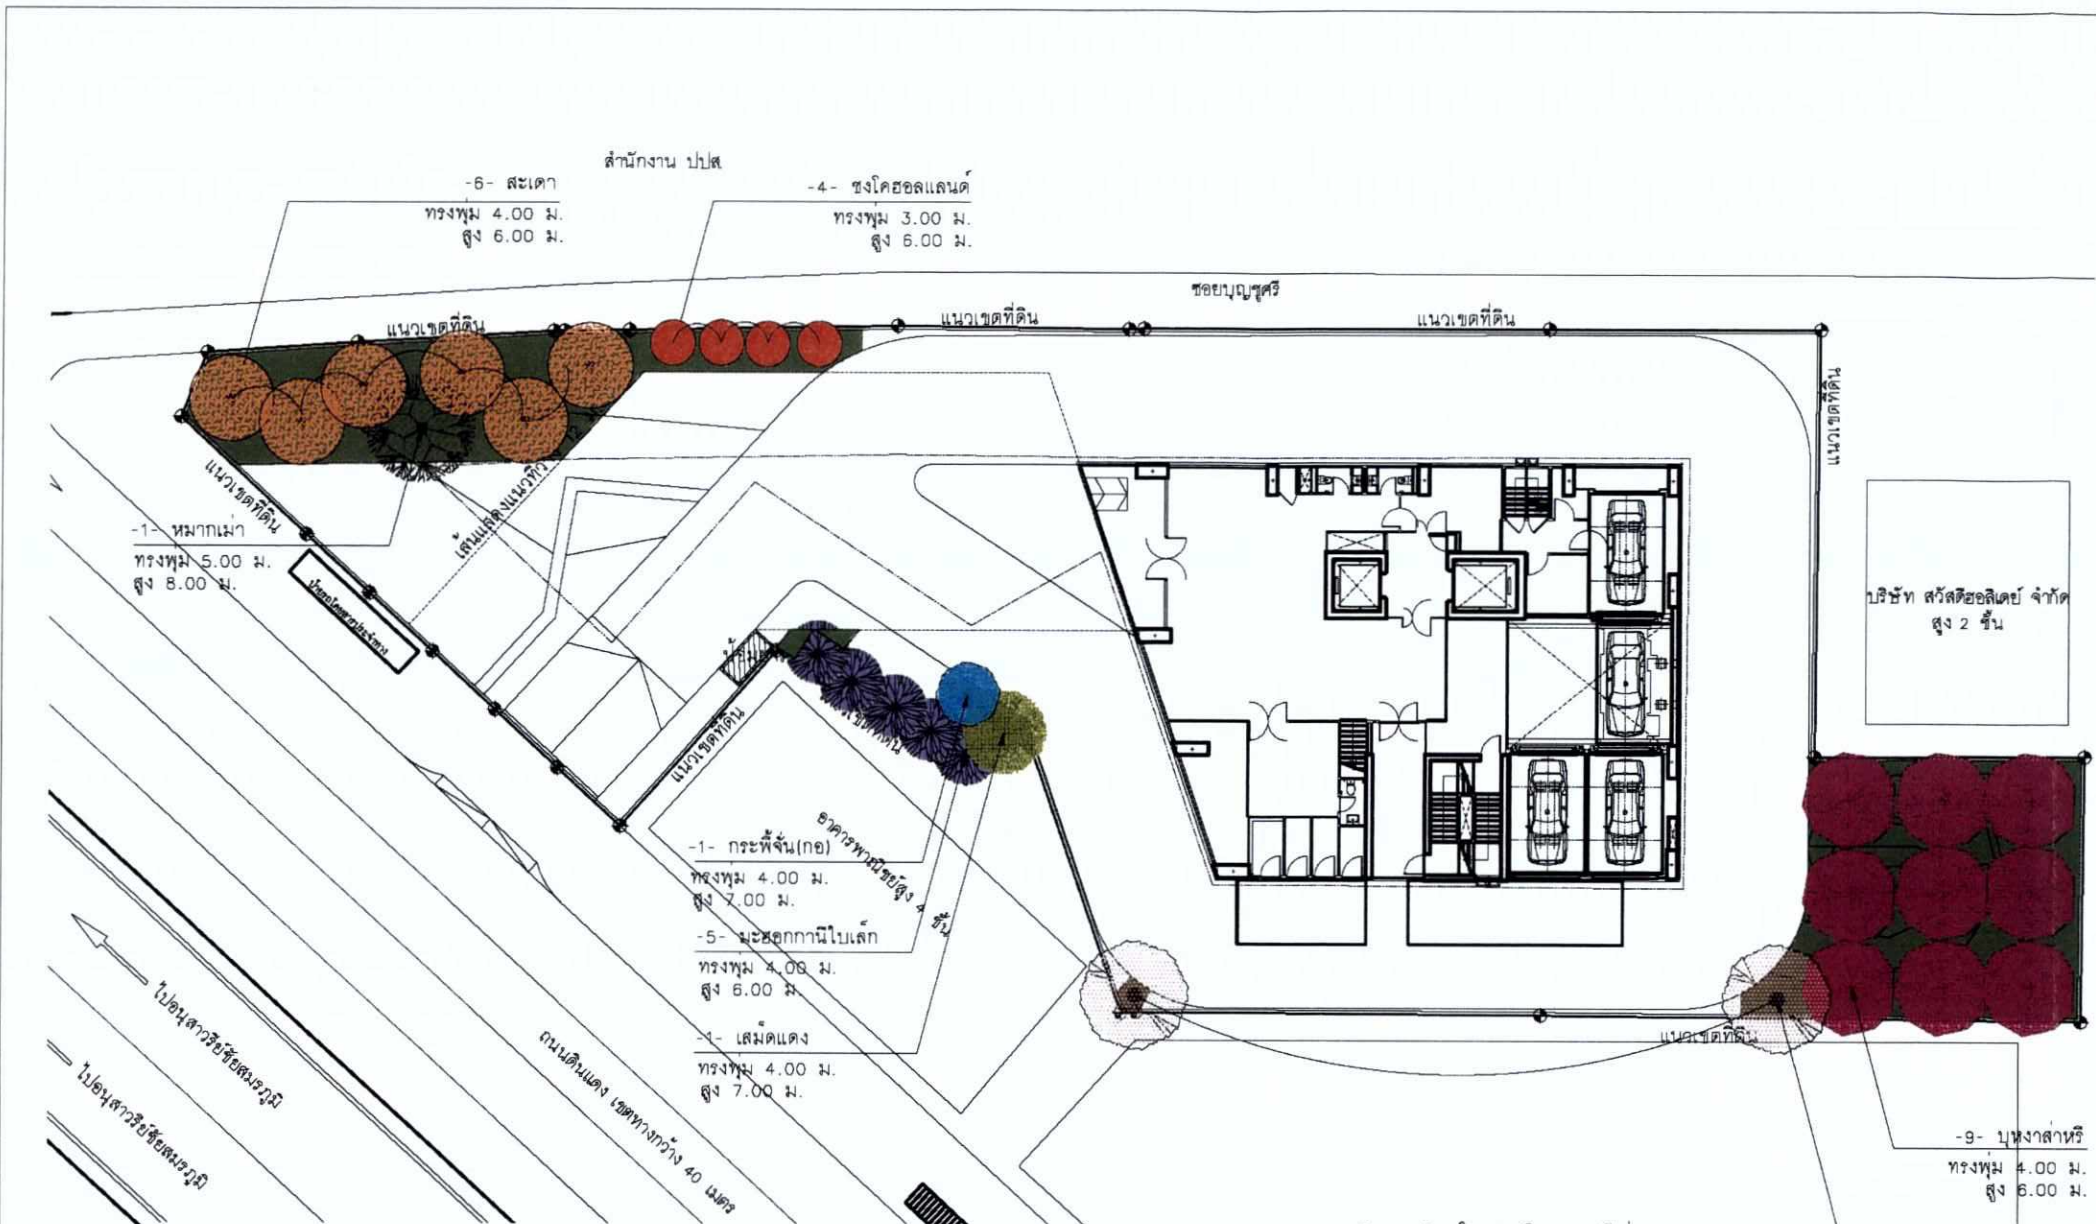 สำนักงาน ปปส
-6- สะเดา
ทรงพุ่ม 4.00 ม.
สูง 6.00 ม.
-4- ชงโคฮอลแลนด์
ทรงพุ่ม 3.00 ม.
สูง 6.00 ม.
ซอยบุญชูศรี
แนวเขตที่ดิน
แนวเขตที่ดิน
แนวเขตที่ดิน
แนวเขตที่ดิน
แนวเขตที่ดิน
-1- หมากเม่า
ทรงพุ่ม 5.00 ม.
สูง 8.00 ม.
บริษัท สวัสดีฮอลิเดย์ จำกัด
สูง 2 ชั้น
แนวเขตที่ดิน
-1- กระพี้จั่น(กอ)
ทรงพุ่ม 4.00 ม.
สูง 7.00 ม.
อาคารพาณิชย์สูง 4 ชั้น
-5- มะฮอกกานีใบเล็ก
ทรงพุ่ม 4.00 ม.
สูง 6.00 ม.
-1- เสม็ดแดง
ทรงพุ่ม 4.00 ม.
สูง 7.00 ม.
แนวเขตที่ดิน
ไปอนุสาวรีย์ชัยสมรภูมิ
ไปอนุสาวรีย์ชัยสมรภูมิ
ถนนดินแดง เขตทางกว้าง 40 เมตร
-9- บุหงาส่าหรี
ทรงพุ่ม 4.00 ม.
สูง 6.00 ม.